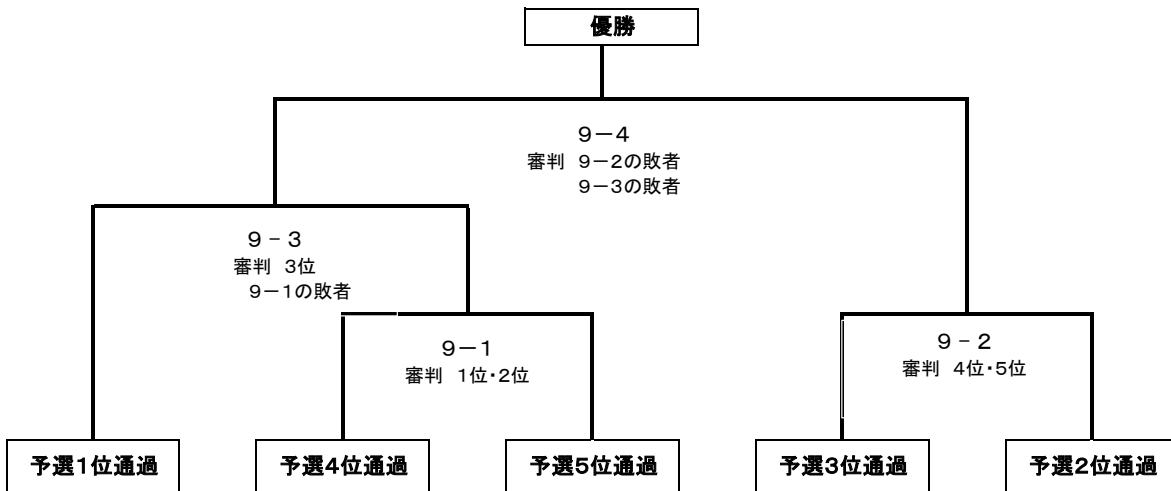 優勝
9－4
審判 9－2の敗者
9－3の敗者
9－3
審判 3位
9－1の敗者
9－1
審判 1位・2位
9－2
審判 4位・5位
予選1位通過
予選4位通過
予選5位通過
予選3位通過
予選2位通過